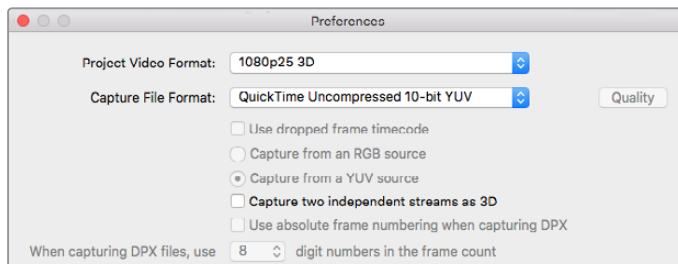 Preferences
Project Video Format: 1080p25 3D
Capture File Format: QuickTime Uncompressed 10-bit YUV Quality
Use dropped frame timecode
Capture from an RGB source
Capture from a YUV source
Capture two independent streams as 3D
Use absolute frame numbering when capturing DPX
When capturing DPX files, use 8 digit numbers in the frame count